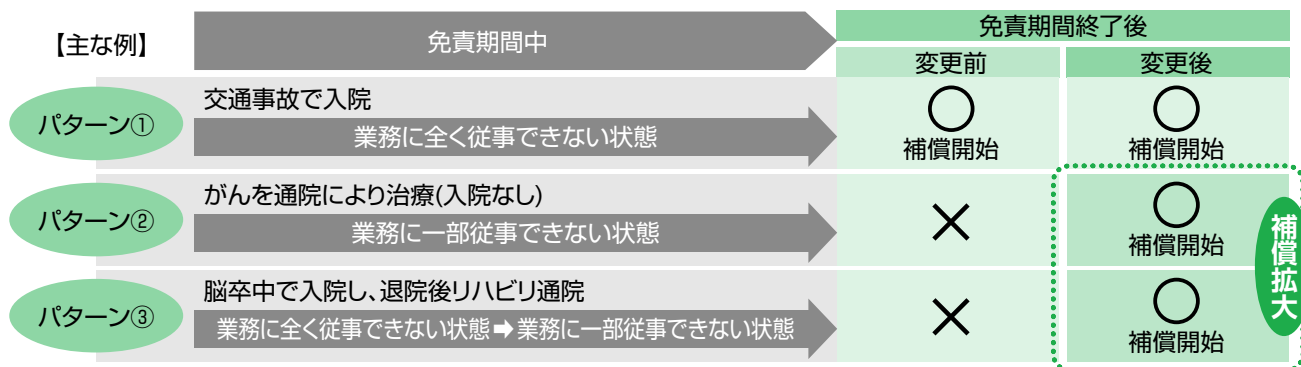 【主な例】
免責期間中
免責期間終了後
変更前
変更後
パターン①
交通事故で入院
業務に全く従事できない状態
補償開始
補償開始
パターン②
がんを通院により治療(入院なし)
業務に一部従事できない状態
補償開始
パターン③
脳卒中で入院し、退院後リハビリ通院
業務に全く従事できない状態➡業務に一部従事できない状態
補償開始
補償拡大